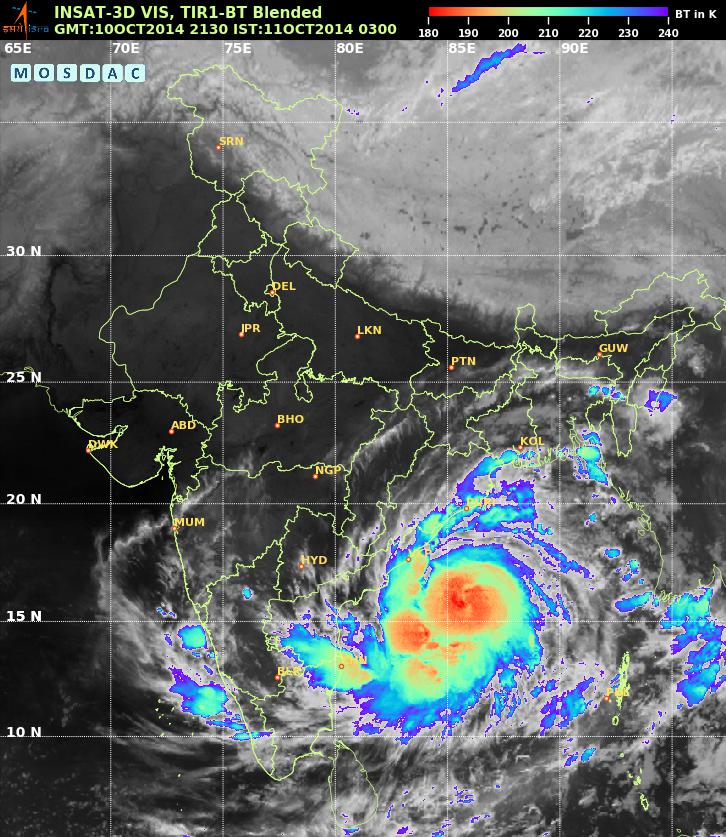 INSAT-3D VIS, TIR1-BT Blended
GMT:10OCT2014 2130 IST:11OCT2014 0300
BT in K
180 190 200 210 220 230 240
65E 70E 75E 80E 85E 90E
MOSDAC
SRN
30 N
DEL
JPR
LKN
GUW
PTN
25 N
ABD
BHO
DWK
KOL
NGP
20 N
MUM
HYD
15 N
10 N